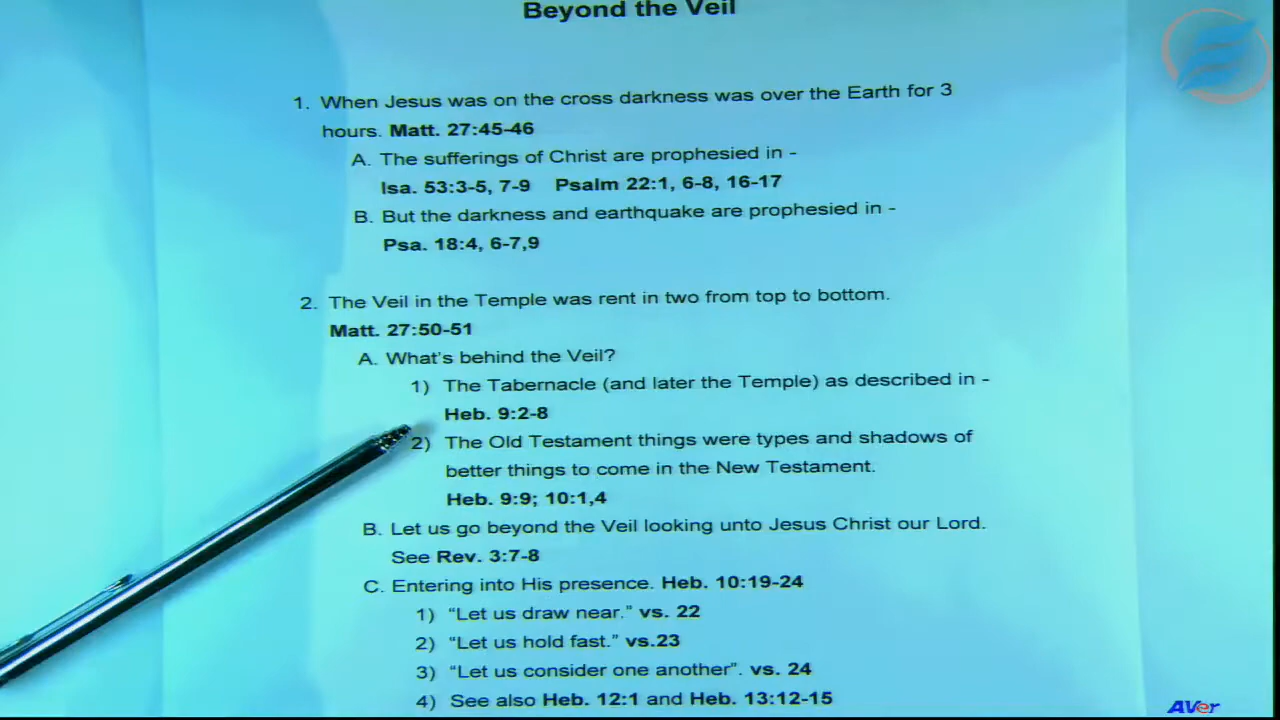 Beyond the Veil
1. When Jesus was on the cross darkness was over the Earth for 3
hours. Matt. 27:45-46
A. The sufferings of Christ are prophesied in -
Isa. 53:3-5, 7-9 Psalm 22:1, 6-8, 16-17
B. But the darkness and earthquake are prophesied in -
Psa. 18:4, 6-7,9
2. The Veil in the Temple was rent in two from top to bottom.
Matt. 27:50-51
A. What's behind the Veil?
1) The Tabernacle (and later the Temple) as described in -
Heb. 9:2-8
2) The Old Testament things were types and shadows of
better things to come in the New Testament.
Heb. 9:9; 10:1,4
B. Let us go beyond the Veil looking unto Jesus Christ our Lord.
See Rev. 3:7-8
C. Entering into His presence. Heb. 10:19-24
1) “Let us draw near.” vs. 22
2) “Let us hold fast.” vs.23
3) “Let us consider one another”. vs. 24
4) See also Heb. 12:1 and Heb. 13:12-15
AVer